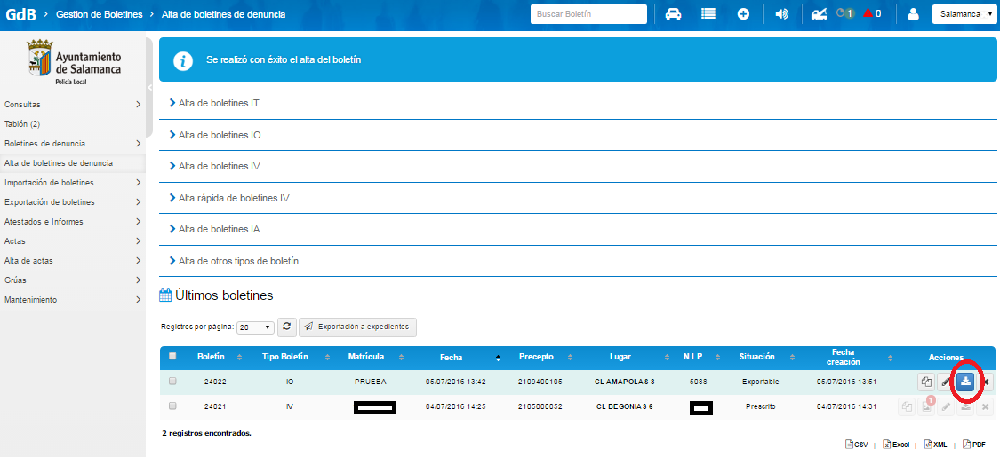 GdB > Gestion de Boletines > Alta de boletines de denuncia Buscar Boletín 1 0 Salamanca
Ayuntamiento
de Salamanca
Policía Local
Consultas
Tablón (2)
Boletines de denuncia
Alta de boletines de denuncia
Importación de boletines
Exportación de boletines
Atestados e Informes
Actas
Alta de actas
Grúas
Mantenimiento
Se realizó con éxito el alta del boletín
Alta de boletines IT
Alta de boletines IO
Alta de boletines IV
Alta rápida de boletines IV
Alta de boletines IA
Alta de otros tipos de boletín
Últimos boletines
Registros por página: 20 Exportación a expedientes
Boletín Tipo Boletín Matrícula Fecha Precepto Lugar N.I.P. Situación Fecha creación Acciones
24022 IO PRUEBA 05/07/2016 13:42 2109400105 CL AMAPOLAS 3 5088 Exportable 05/07/2016 13:51
24021 IV 04/07/2016 14:25 2105000052 CL BEGONIAS 6 Prescrito 04/07/2016 14:31 1
2 registros encontrados.
CSV | Excel | XML | PDF